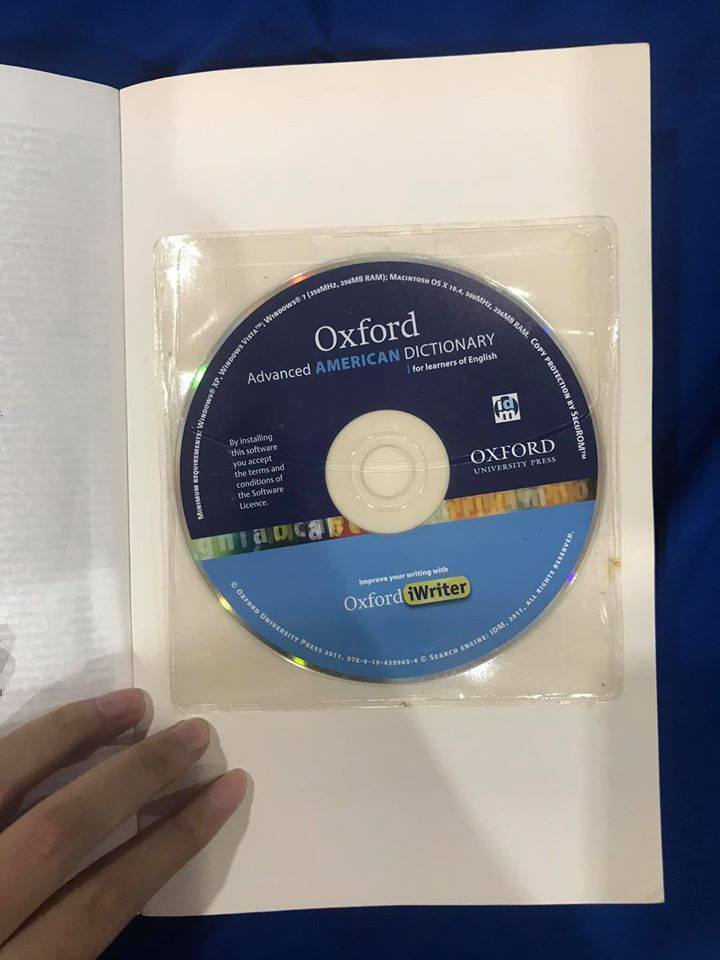 MINIMUM REQUIREMENTS: WINDOWS® XP, WINDOWS VISTA™, WINDOWS® 7 (350MHz, 256MB RAM); MACINTOSH OS X 10.4, 500MHz, 256MB RAM. COPY PROTECTION BY SECUROM™
Oxford
Advanced AMERICAN DICTIONARY
for learners of English
idm
By installing
this software
you accept
the terms and
conditions of
the Software
Licence.
OXFORD
UNIVERSITY PRESS
Improve your writing with
Oxford iWriter
© OXFORD UNIVERSITY PRESS 2011. 978-0-19-439965-4 © SEARCH ENGINE: IDM, 2011. ALL RIGHTS RESERVED.